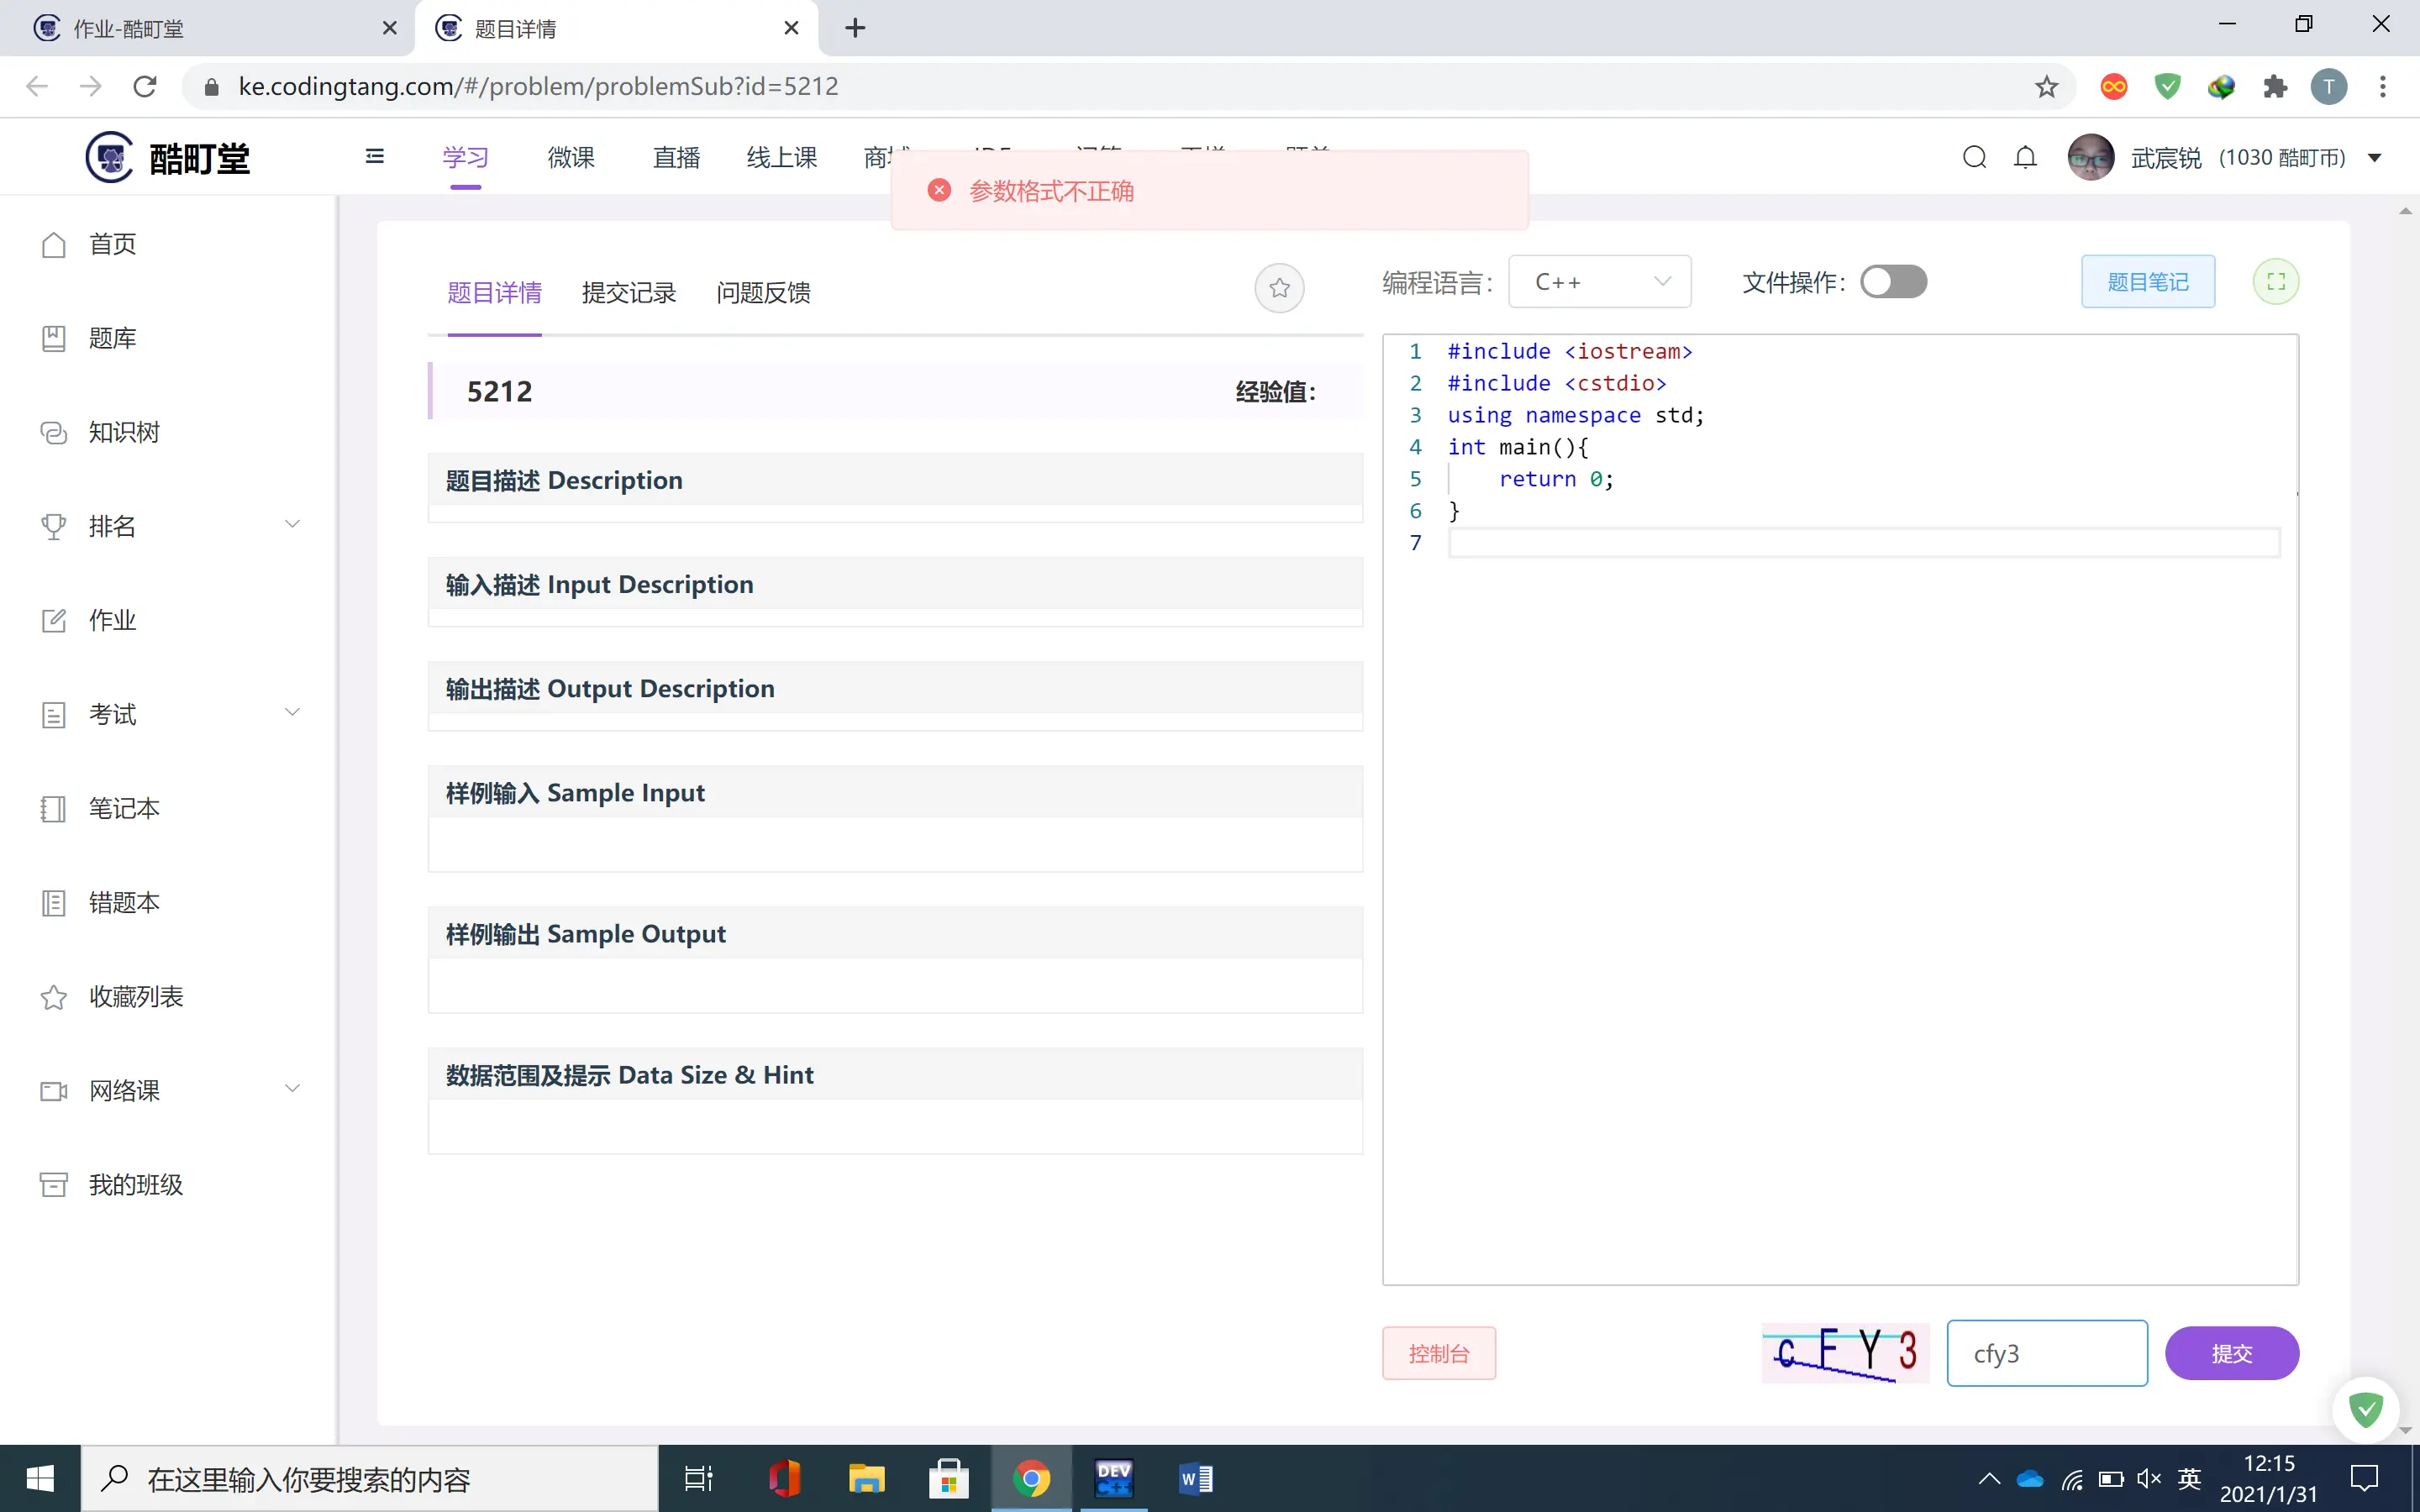 作业-酷町堂
题目详情
ke.codingtang.com/#/problem/problemSub?id=5212
T
酷町堂
学习
微课
直播
线上课
武宸锐
(1030 酷町币)
参数格式不正确
首页
题库
知识树
排名
作业
考试
笔记本
错题本
收藏列表
网络课
我的班级
题目详情
提交记录
问题反馈
5212
经验值：
题目描述 Description
输入描述 Input Description
输出描述 Output Description
样例输入 Sample Input
样例输出 Sample Output
数据范围及提示 Data Size & Hint
编程语言：
C++
文件操作：
题目笔记
1 #include <iostream>
2 #include <cstdio>
3 using namespace std;
4 int main(){
5 return 0;
6 }
7
控制台
c F Y 3
cfy3
提交
在这里输入你要搜索的内容
DEV
C++
W
英
12:15
2021/1/31